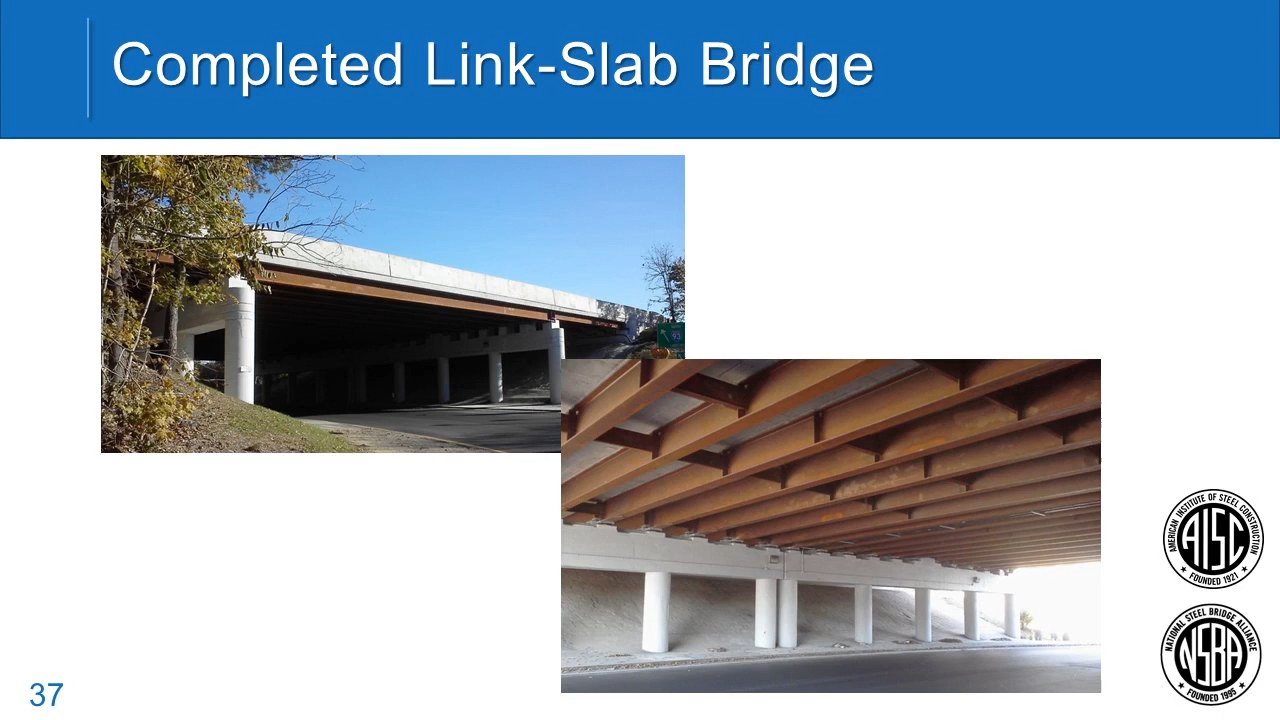 Completed Link-Slab Bridge
93
AMERICAN INSTITUTE OF STEEL CONSTRUCTION
AISC
FOUNDED 1921
NATIONAL STEEL BRIDGE ALLIANCE
NSBA
FOUNDED 1995
37